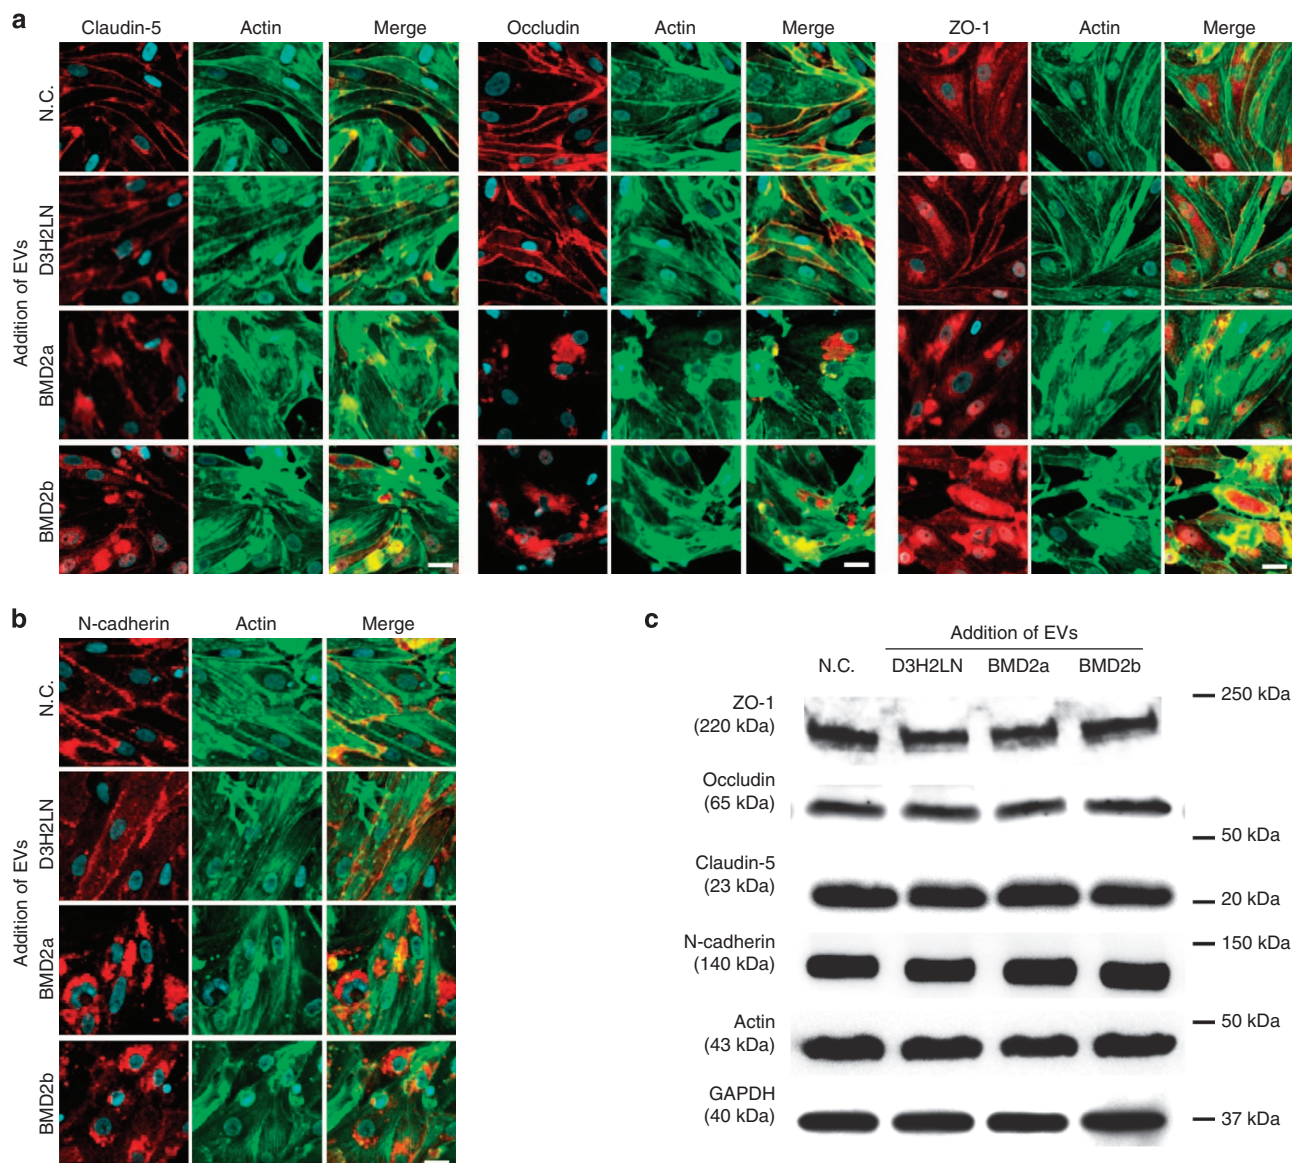 a
Claudin-5 Actin Merge Occludin Actin Merge ZO-1 Actin Merge
Addition of EVs
N.C.
D3H2LN
BMD2a
BMD2b
b
N-cadherin Actin Merge
Addition of EVs
N.C.
D3H2LN
BMD2a
BMD2b
c
Addition of EVs
N.C. D3H2LN BMD2a BMD2b
ZO-1
(220 kDa)
250 kDa
Occludin
(65 kDa)
50 kDa
Claudin-5
(23 kDa)
20 kDa
N-cadherin
(140 kDa)
150 kDa
Actin
(43 kDa)
50 kDa
GAPDH
(40 kDa)
37 kDa